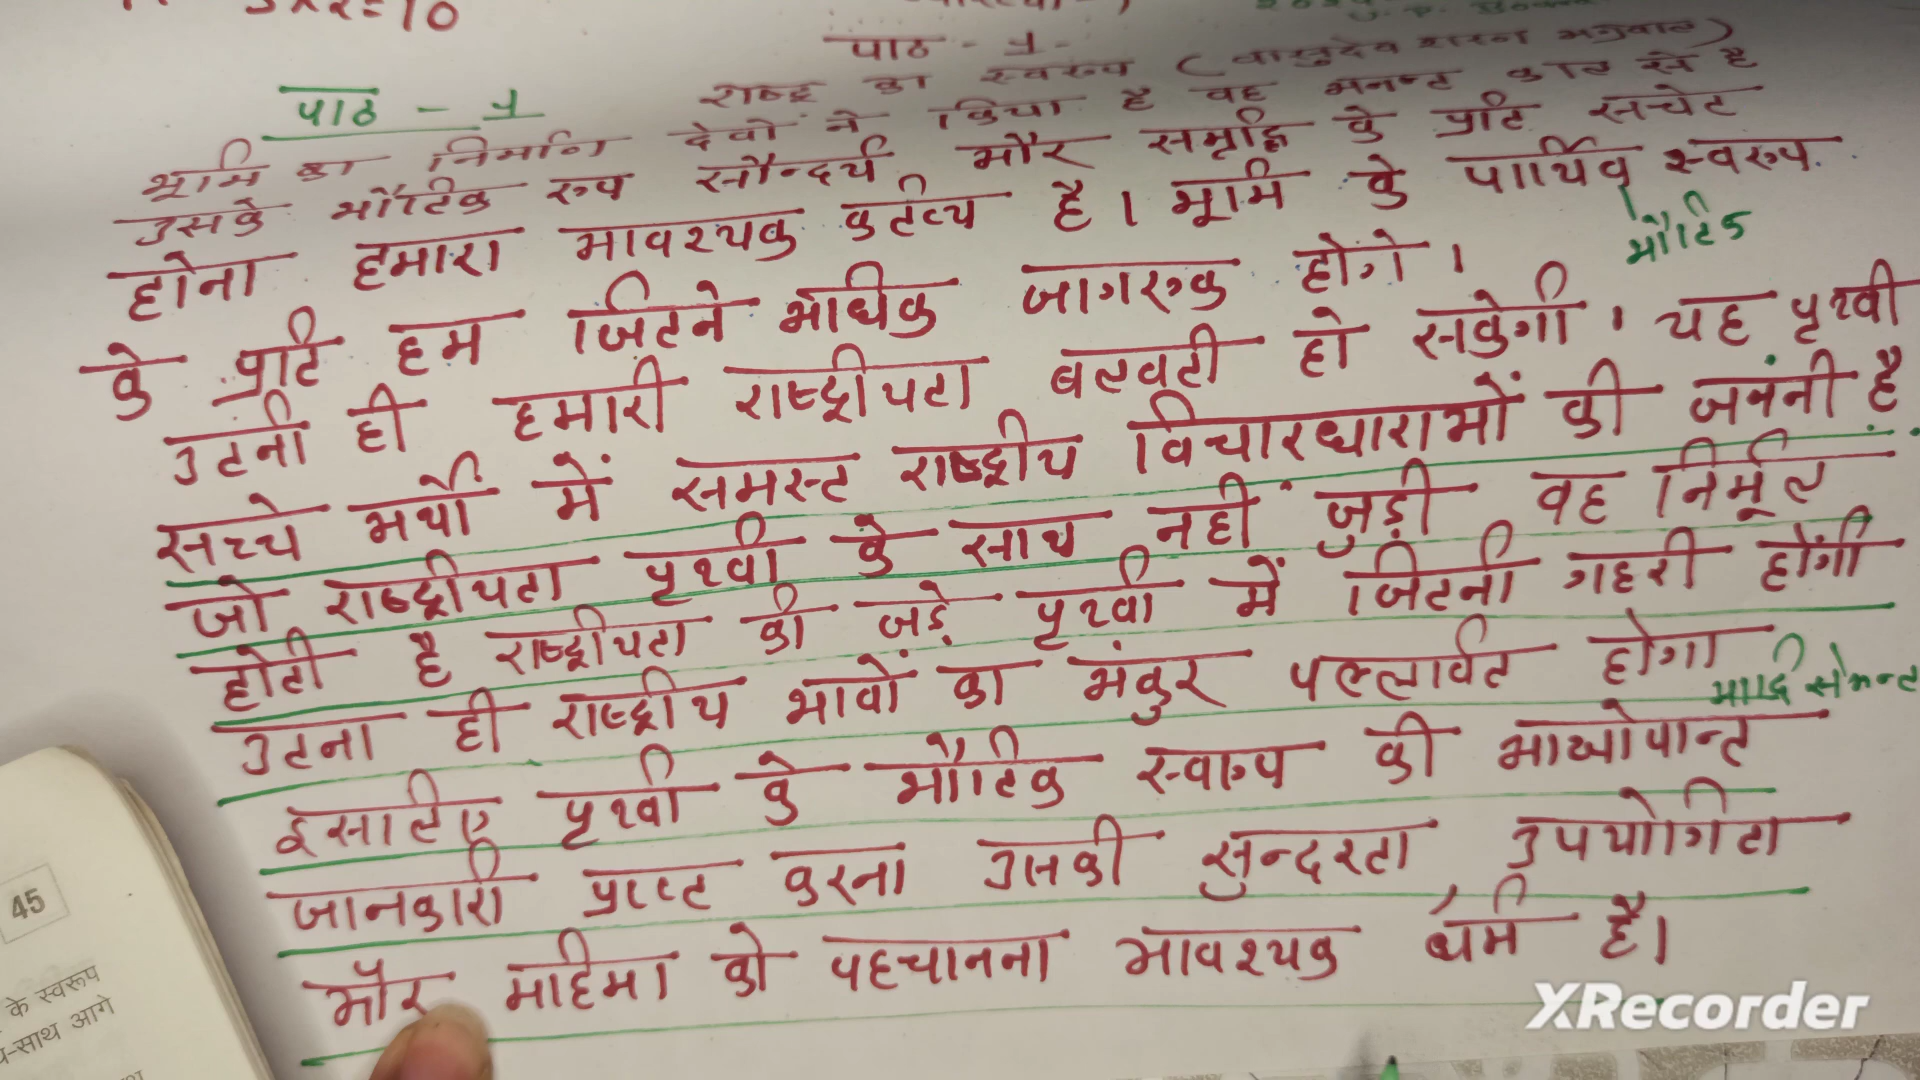 5x2=10
पाठ - 1
राष्ट्र का स्वरूप (वासुदेव शरन अग्रवाल)
पाठ - 1
भूमि का निर्माण देवों ने किया है वह अनन्त काल से है
उसके भौतिक रूप सौन्दर्य और समृद्धि के प्रति सचेत
होना हमारा आवश्यक कर्तव्य है। भूमि के पार्थिव स्वरूप
भौतिक
के प्रति हम जितने अधिक जागरुक होंगे।
उतनी ही हमारी राष्ट्रीयता बलवती हो सकेगी। यह पृथ्वी
सच्चे अर्थों में समस्त राष्ट्रीय विचारधाराओं की जननी है
जो राष्ट्रीयता पृथ्वी के साथ नहीं जुड़ी वह निर्मूल
होती है राष्ट्रीयता की जड़े पृथ्वी में जितनी गहरी होंगी
उतना ही राष्ट्रीय भावों का अंकुर पल्लवित होगा
आदि से अन्त
इसलिए पृथ्वी के भौतिक स्वरूप की आद्योपान्त
जानकारी प्राप्त करना उसकी सुन्दरता उपयोगिता
और महिमा को पहचानना आवश्यक धर्म है।
45
के स्वरूप
साथ आगे
XRecorder